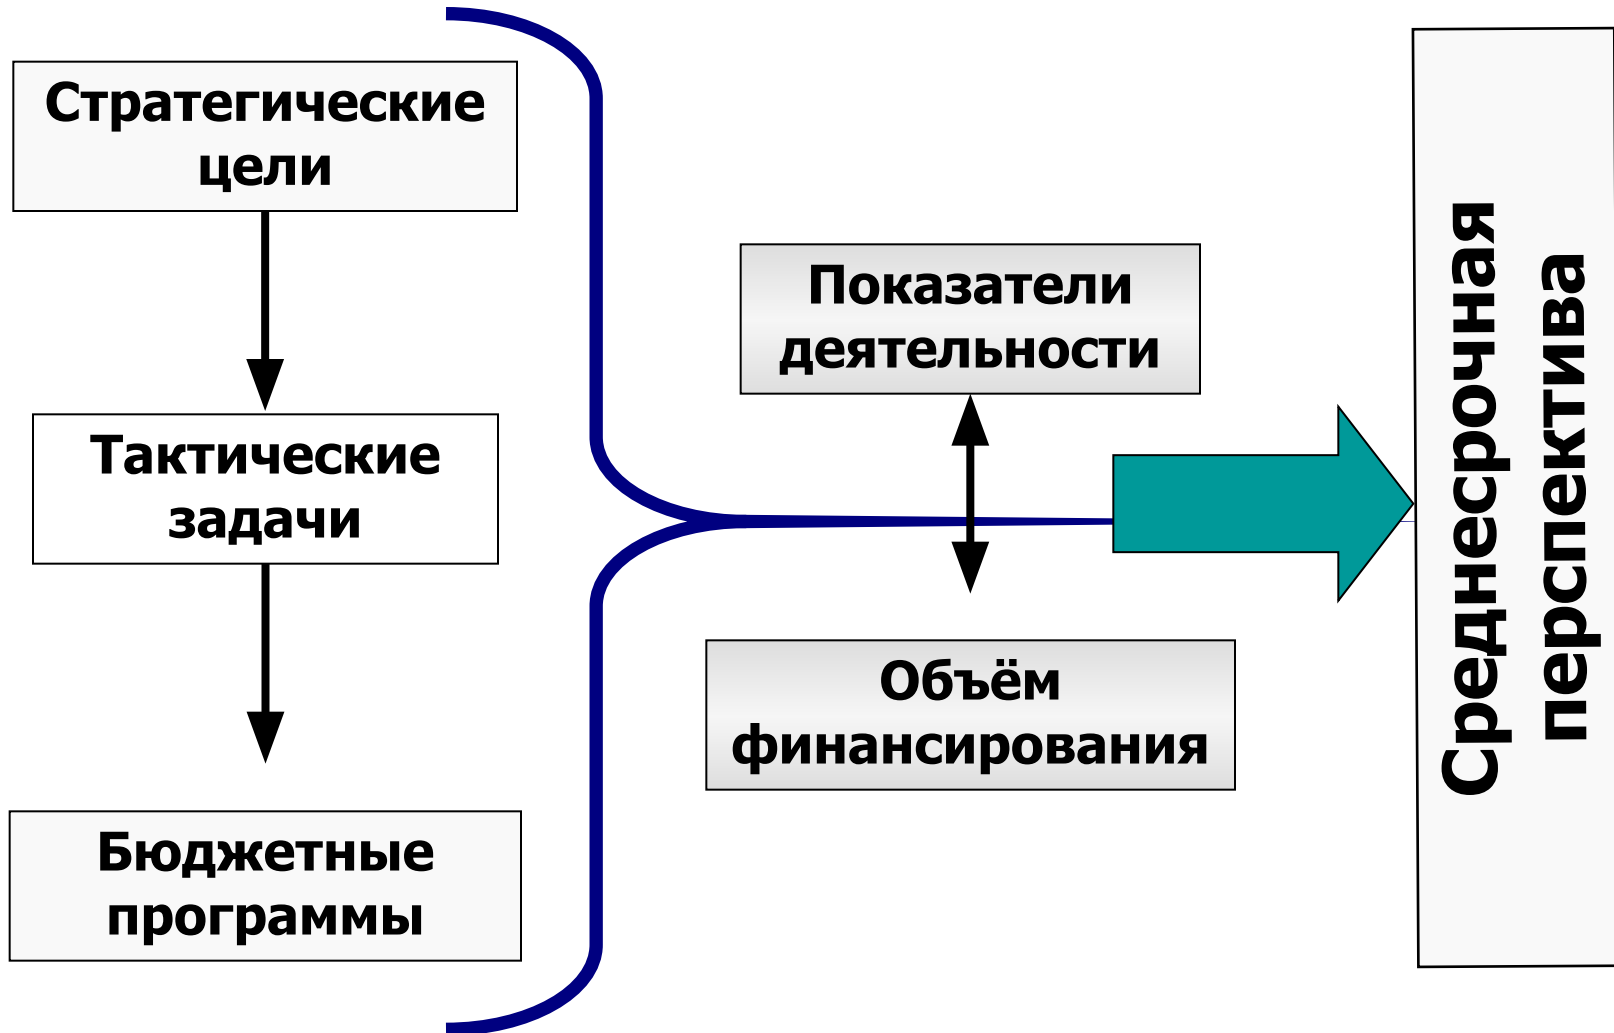 Стратегические
цели
Тактические
задачи
Бюджетные
программы
Показатели
деятельности
Объём
финансирования
Среднесрочная
перспектива